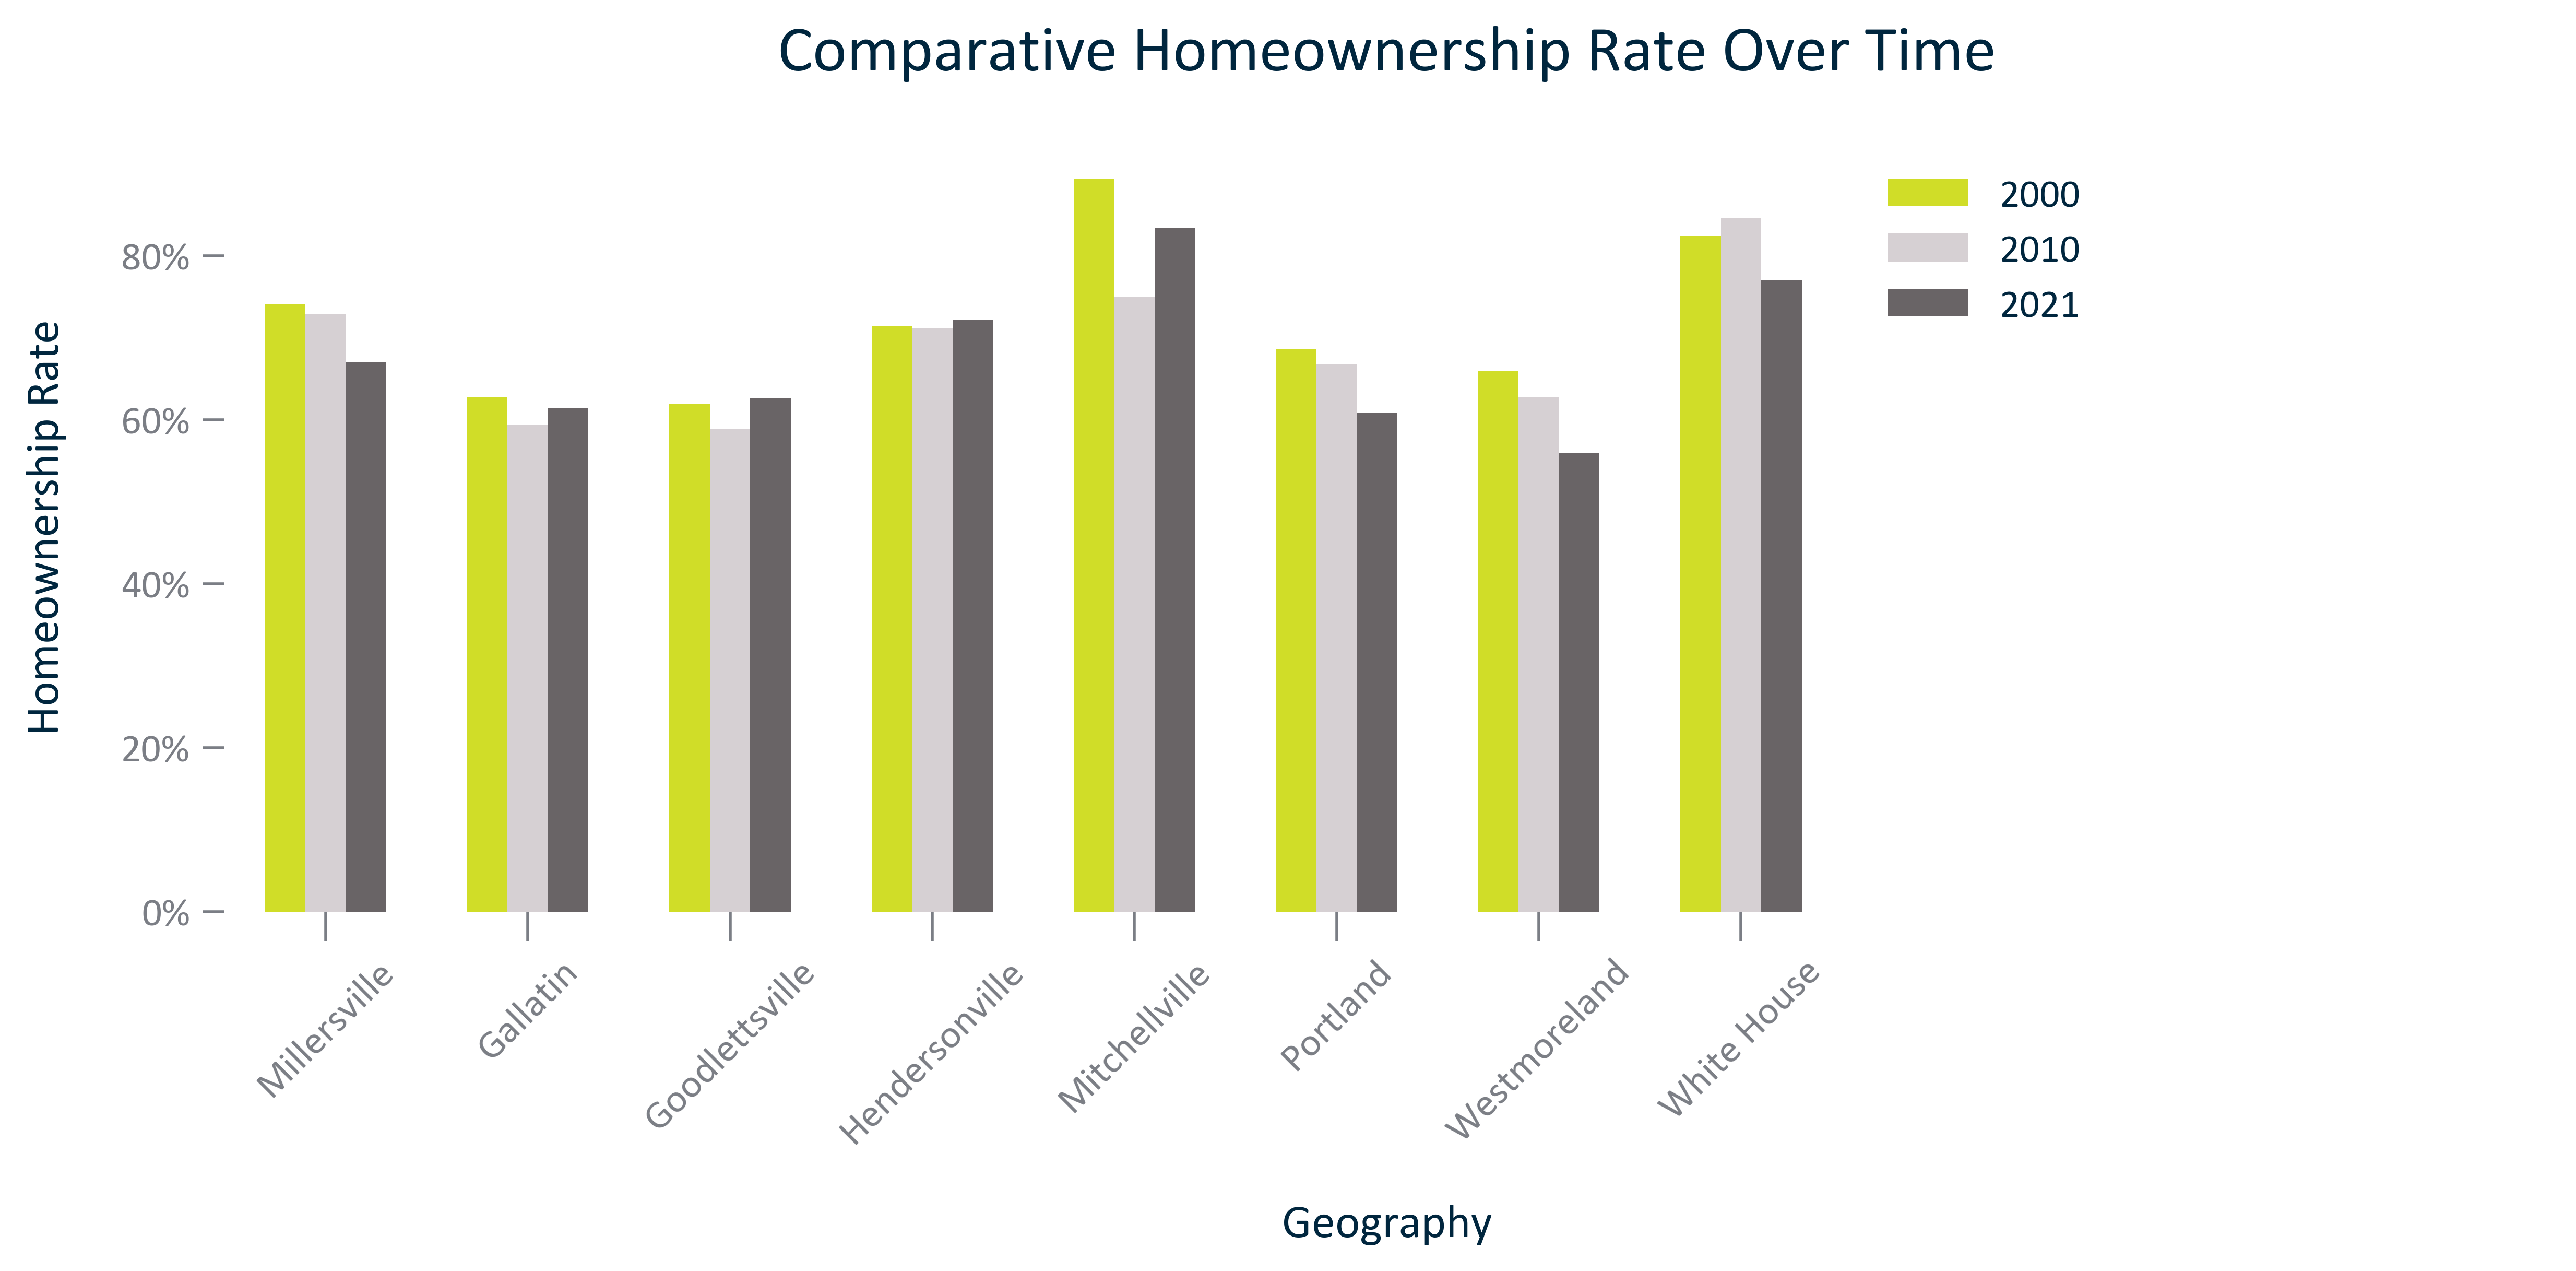 Comparative Homeownership Rate Over Time
2000
2010
2021
Homeownership Rate
80%
60%
40%
20%
0%
Millersville
Gallatin
Goodlettsville
Hendersonville
Mitchellville
Portland
Westmoreland
White House
Geography